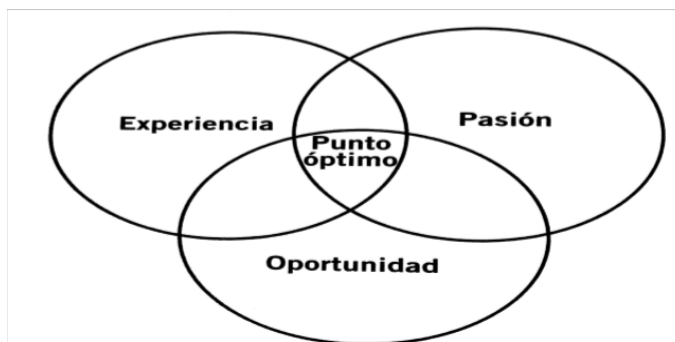 Experiencia
Pasión
Punto
óptimo
Oportunidad